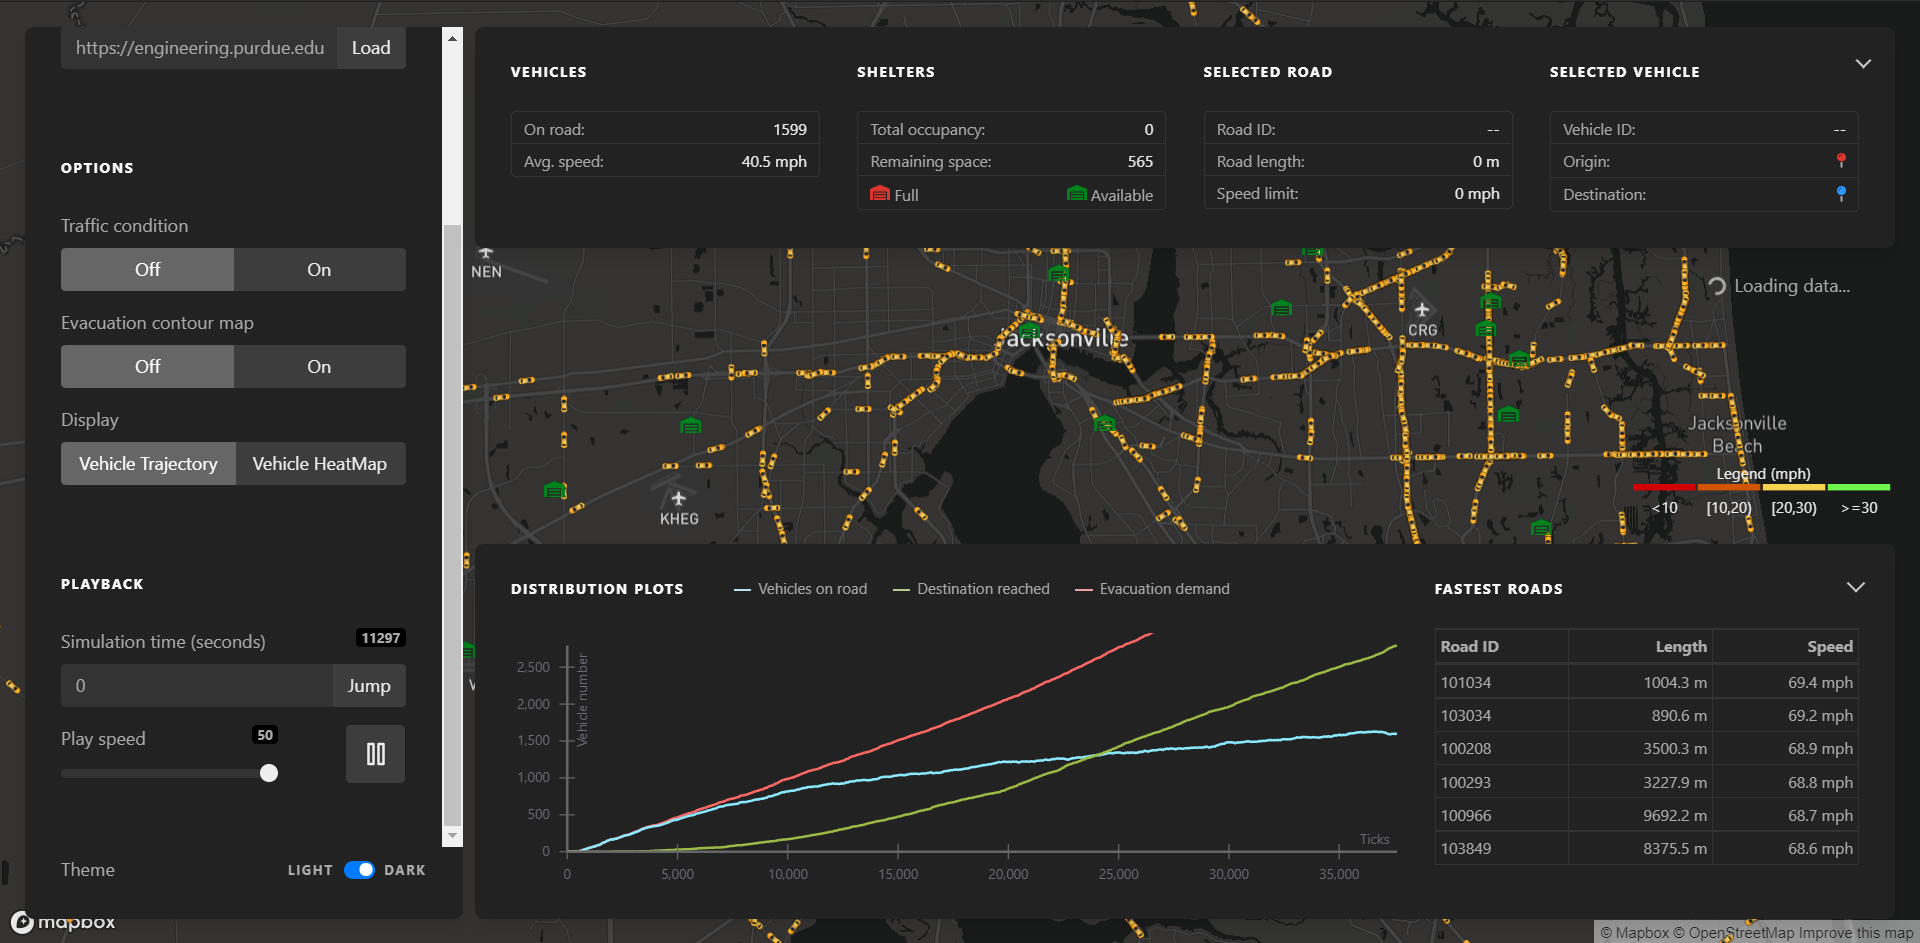 https://engineering.purdue.edu
Load
OPTIONS
Traffic condition
Off
On
Evacuation contour map
Off
On
Display
Vehicle Trajectory
Vehicle HeatMap
PLAYBACK
Simulation time (seconds)
11297
0
Jump
Play speed
50
Theme
LIGHT
DARK
mapbox
VEHICLES
On road:
1599
Avg. speed:
40.5 mph
SHELTERS
Total occupancy:
0
Remaining space:
565
Full
Available
SELECTED ROAD
Road ID:
--
Road length:
0 m
Speed limit:
0 mph
SELECTED VEHICLE
Vehicle ID:
--
Origin:
Destination:
NEN
Jacksonville
CRG
KHEG
Loading data...
Jacksonville
Beach
Legend (mph)
<10
[10,20)
[20,30)
>=30
DISTRIBUTION PLOTS
Vehicles on road
Destination reached
Evacuation demand
Vehicle number
2,500
2,000
1,500
1,000
500
0
Ticks
0
5,000
10,000
15,000
20,000
25,000
30,000
35,000
FASTEST ROADS
Road ID Length Speed
101034 1004.3 m 69.4 mph
103034 890.6 m 69.2 mph
100208 3500.3 m 68.9 mph
100293 3227.9 m 68.8 mph
100966 9692.2 m 68.7 mph
103849 8375.5 m 68.6 mph
© Mapbox © OpenStreetMap Improve this map